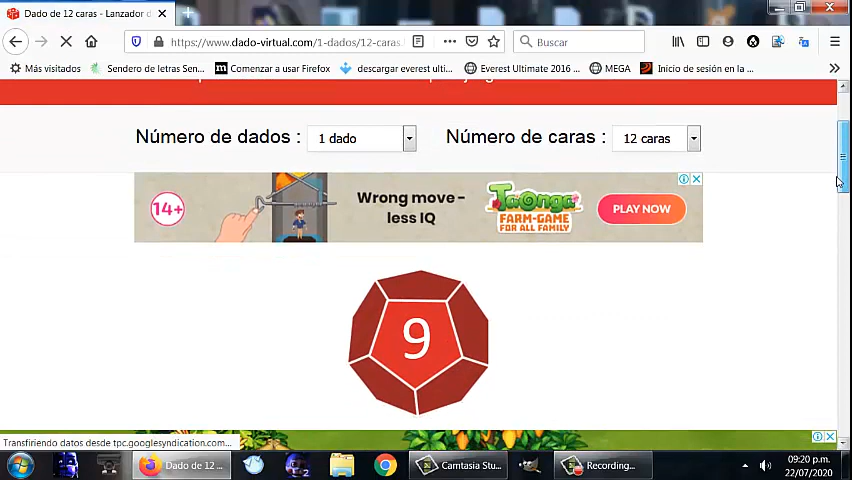 Dado de 12 caras - Lanzador d
https://www.dado-virtual.com/1-dados/12-caras.
Buscar
Más visitados
Sendero de letras Sen...
Comenzar a usar Firefox
descargar everest ulti...
Everest Ultimate 2016 ...
MEGA
Inicio de sesión en la ...
Número de dados :
1 dado
Número de caras :
12 caras
14+
Wrong move -
less IQ
TaOnga
FARM-GAME
FOR ALL FAMILY
PLAY NOW
9
Transfiriendo datos desde tpc.googlesyndication.com...
Dado de 12 ...
Camtasia Stu...
Recording...
09:20 p.m.
22/07/2020